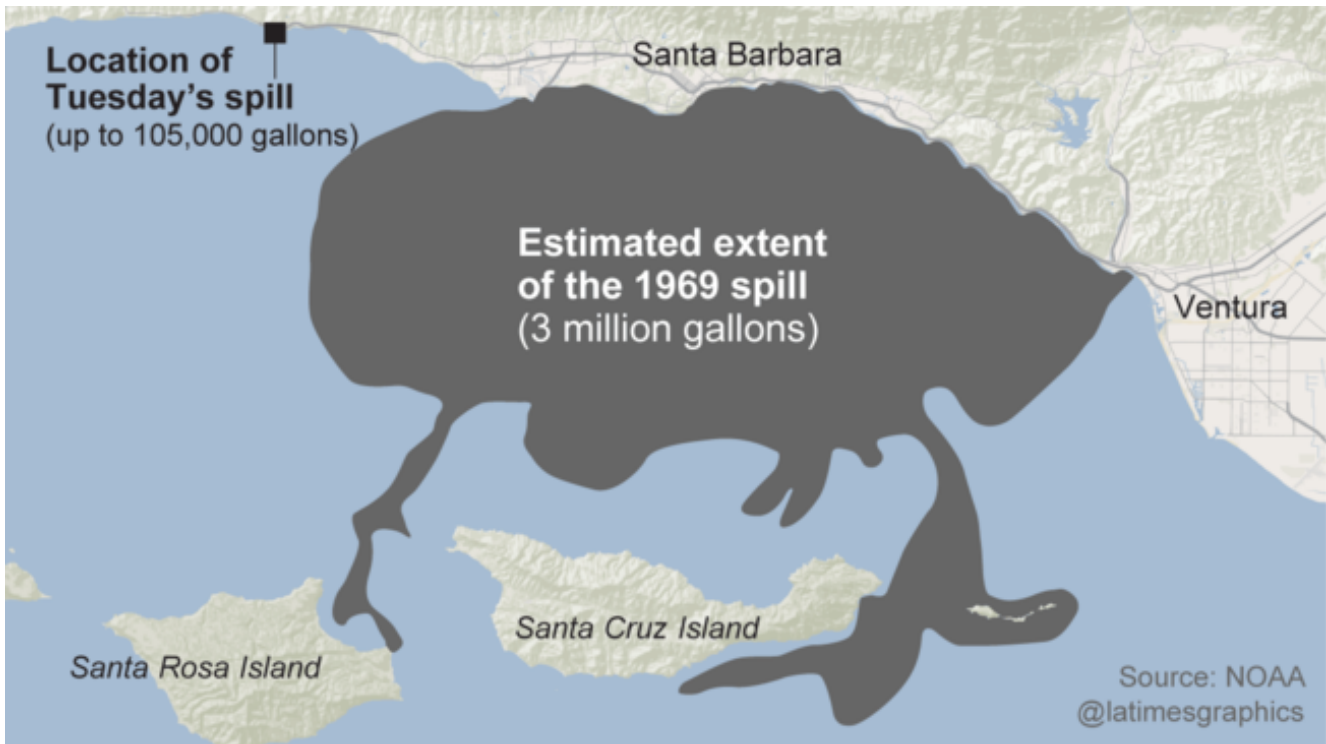 Location of
Tuesday's spill
(up to 105,000 gallons)
Santa Barbara
Estimated extent
of the 1969 spill
(3 million gallons)
Ventura
Santa Cruz Island
Santa Rosa Island
Source: NOAA
@latimesgraphics